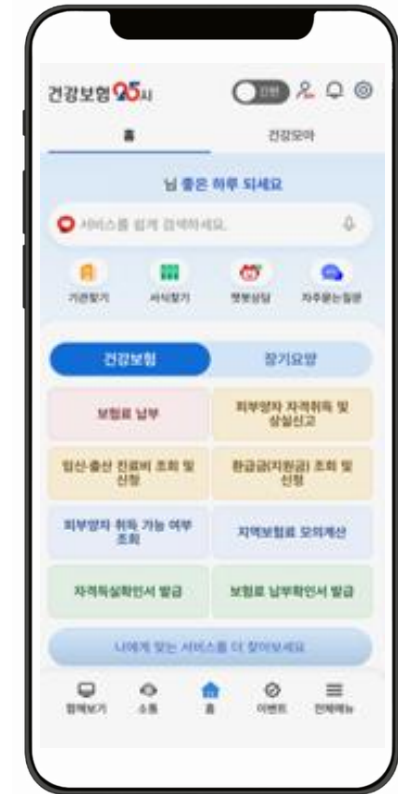 건강보험25시
간편
홈
건강모아
님 좋은 하루 되세요
서비스를 쉽게 검색하세요.
기관찾기
서식찾기
챗봇상담
자주묻는질문
건강보험
장기요양
보험료 납부
피부양자 자격취득 및
상실신고
임신·출산 진료비 조회 및
신청
환급금(지원금) 조회 및
신청
피부양자 취득 가능 여부
조회
지역보험료 모의계산
자격득실확인서 발급
보험료 납부확인서 발급
나에게 맞는 서비스를 더 찾아보세요
함께보기
소통
홈
이벤트
전체메뉴